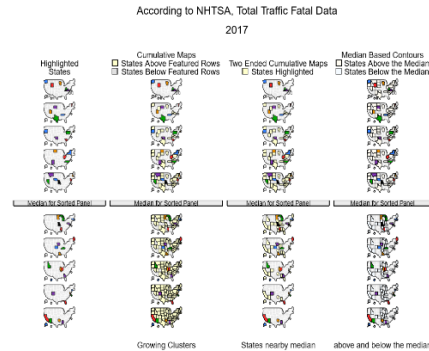 According to NHTSA, Total Traffic Fatal Data
2017
Highlighted
States
Cumulative Maps
States Above Featured Rows
States Below Featured Rows
Two Ended Cumulative Maps
States Highlighted
Median Based Contours
States Above the Median
States Below the Median
Median for Sorted Panel
Median for Sorted Panel
Median for Sorted Panel
Median for Sorted Panel
Growing Clusters
States nearby median
above and below the median